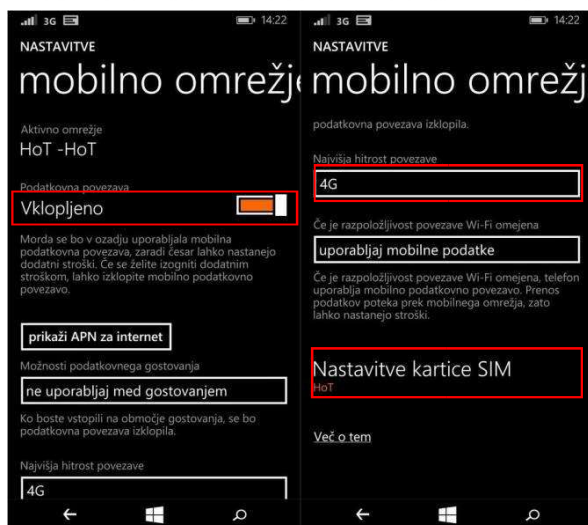 3G
14:22
NASTAVITVE
mobilno omrežje
Aktivno omrežje
HoT -HoT
Podatkovna povezava
Vklopljeno
Morda se bo v ozadju uporabljala mobilna
podatkovna povezava, zaradi česar lahko nastanejo
dodatni stroški. Če se želite izogniti dodatnim
stroškom, lahko izklopite mobilno podatkovno
povezavo.
prikaži APN za internet
Možnosti podatkovnega gostovanja
ne uporabljaj med gostovanjem
Ko boste vstopili na območje gostovanja, se bo
podatkovna povezava izklopila.
Najvišja hitrost povezave
4G
3G
14:22
NASTAVITVE
mobilno omrežj
podatkovna povezava izklopila.
Najvišja hitrost povezave
4G
Če je razpoložljivost povezave Wi-Fi omejena
uporabljaj mobilne podatke
Če je razpoložljivost povezave Wi-Fi omejena, telefon
uporablja mobilno podatkovno povezavo. Prenos
podatkov poteka prek mobilnega omrežja, zato
lahko nastanejo stroški.
Nastavitve kartice SIM
HoT
Več o tem